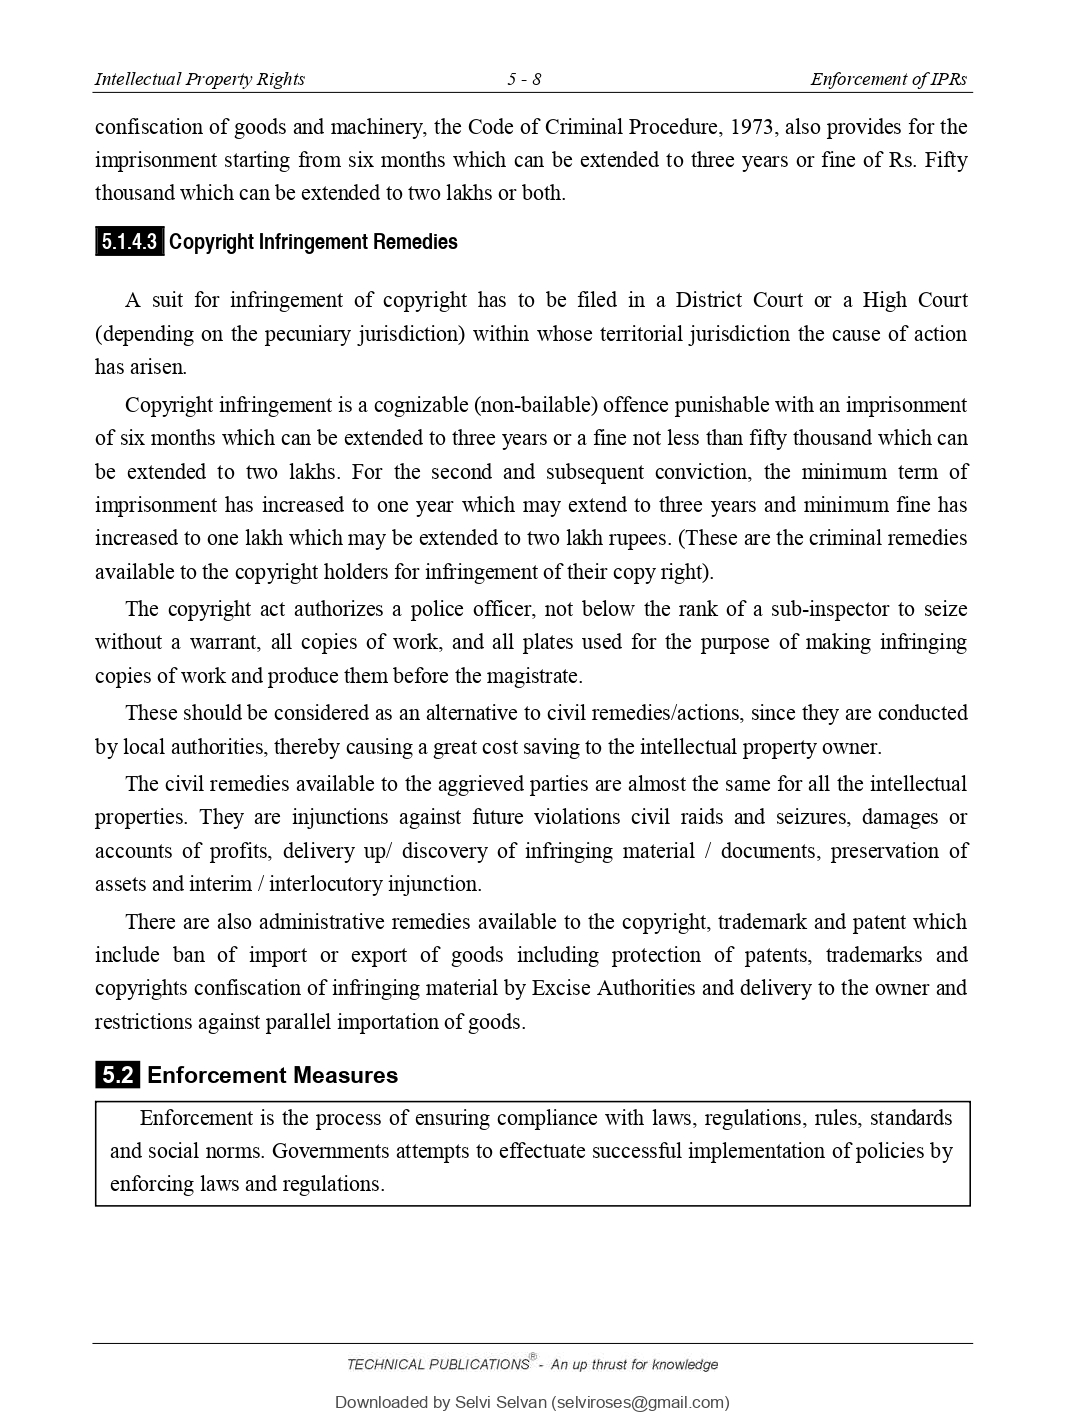 Intellectual Property Rights 5 - 8 Enforcement of IPRs
confiscation of goods and machinery, the Code of Criminal Procedure, 1973, also provides for the
imprisonment starting from six months which can be extended to three years or fine of Rs. Fifty
thousand which can be extended to two lakhs or both.
5.1.4.3 Copyright Infringement Remedies
A suit for infringement of copyright has to be filed in a District Court or a High Court
(depending on the pecuniary jurisdiction) within whose territorial jurisdiction the cause of action
has arisen.
Copyright infringement is a cognizable (non-bailable) offence punishable with an imprisonment
of six months which can be extended to three years or a fine not less than fifty thousand which can
be extended to two lakhs. For the second and subsequent conviction, the minimum term of
imprisonment has increased to one year which may extend to three years and minimum fine has
increased to one lakh which may be extended to two lakh rupees. (These are the criminal remedies
available to the copyright holders for infringement of their copy right).
The copyright act authorizes a police officer, not below the rank of a sub-inspector to seize
without a warrant, all copies of work, and all plates used for the purpose of making infringing
copies of work and produce them before the magistrate.
These should be considered as an alternative to civil remedies/actions, since they are conducted
by local authorities, thereby causing a great cost saving to the intellectual property owner.
The civil remedies available to the aggrieved parties are almost the same for all the intellectual
properties. They are injunctions against future violations civil raids and seizures, damages or
accounts of profits, delivery up/ discovery of infringing material / documents, preservation of
assets and interim / interlocutory injunction.
There are also administrative remedies available to the copyright, trademark and patent which
include ban of import or export of goods including protection of patents, trademarks and
copyrights confiscation of infringing material by Excise Authorities and delivery to the owner and
restrictions against parallel importation of goods.
5.2 Enforcement Measures
Enforcement is the process of ensuring compliance with laws, regulations, rules, standards
and social norms. Governments attempts to effectuate successful implementation of policies by
enforcing laws and regulations.
TECHNICAL PUBLICATIONS® - An up thrust for knowledge
Downloaded by Selvi Selvan (selviroses@gmail.com)